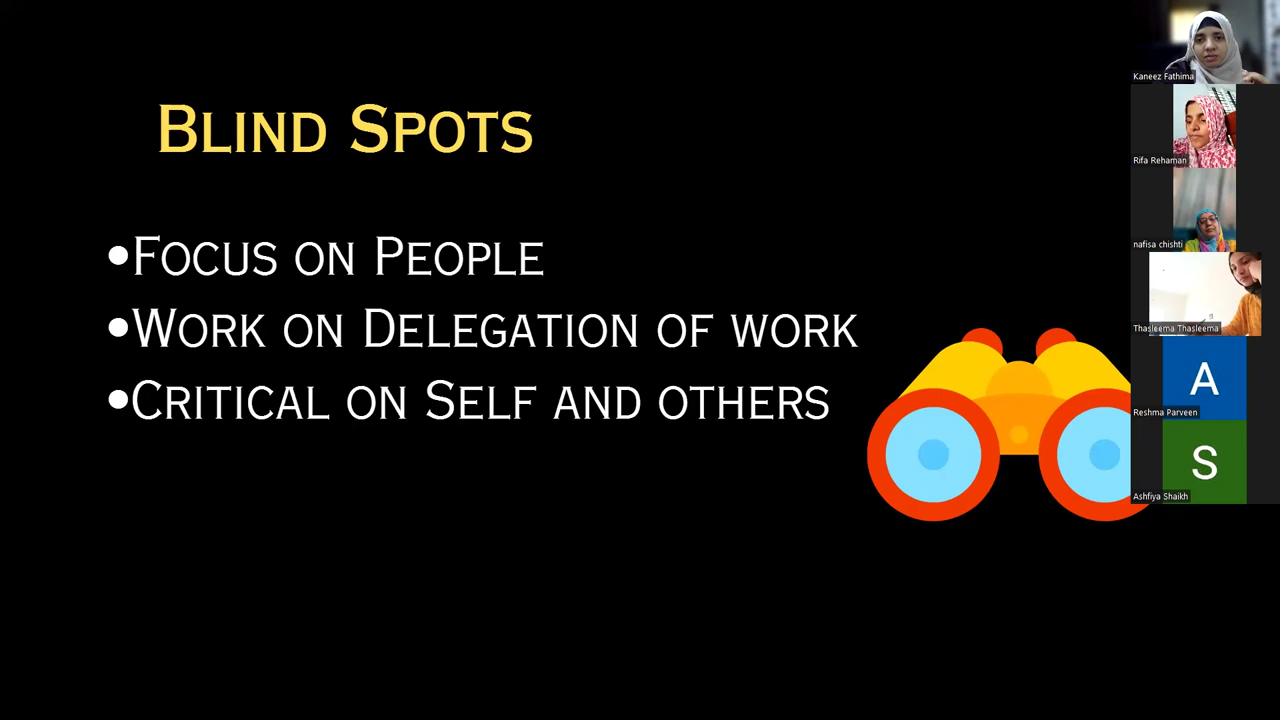 Blind Spots
•Focus on People
•Work on Delegation of work
•Critical on Self and others
Kaneez Fathima
Rifa Rehaman
nafisa chishti
Thasleema Thasleema
A
Reshma Parveen
S
Ashfiya Shaikh